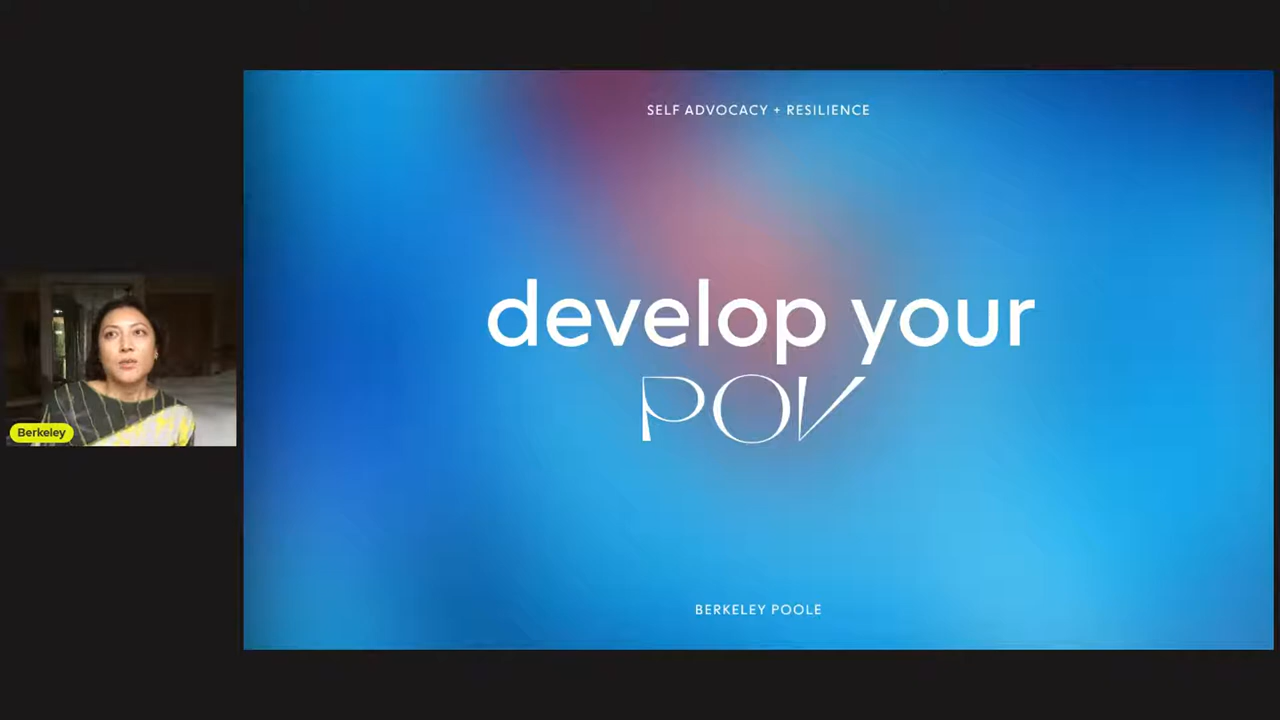 SELF ADVOCACY + RESILIENCE
develop your
POV
Berkeley
BERKELEY POOLE